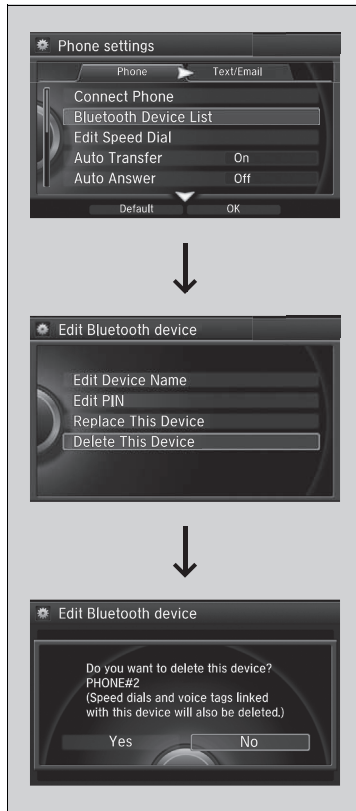 Phone settings
Phone Text/Email
Connect Phone
Bluetooth Device List
Edit Speed Dial
Auto Transfer On
Auto Answer Off
Default OK
Edit Bluetooth device
Edit Device Name
Edit PIN
Replace This Device
Delete This Device
Edit Bluetooth device
Do you want to delete this device?
PHONE#2
(Speed dials and voice tags linked
with this device will also be deleted.)
Yes No